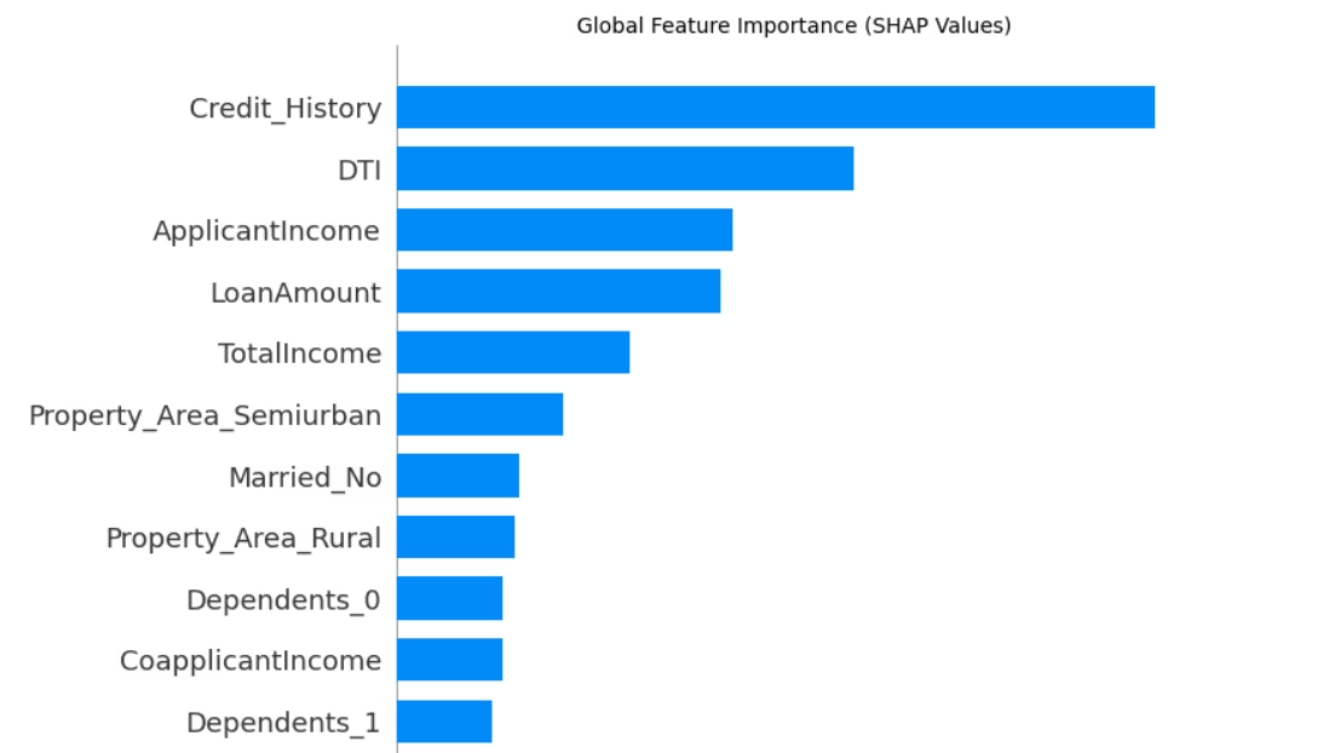 Global Feature Importance (SHAP Values)
Credit_History
DTI
ApplicantIncome
LoanAmount
TotalIncome
Property_Area_Semiurban
Married_No
Property_Area_Rural
Dependents_0
CoapplicantIncome
Dependents_1